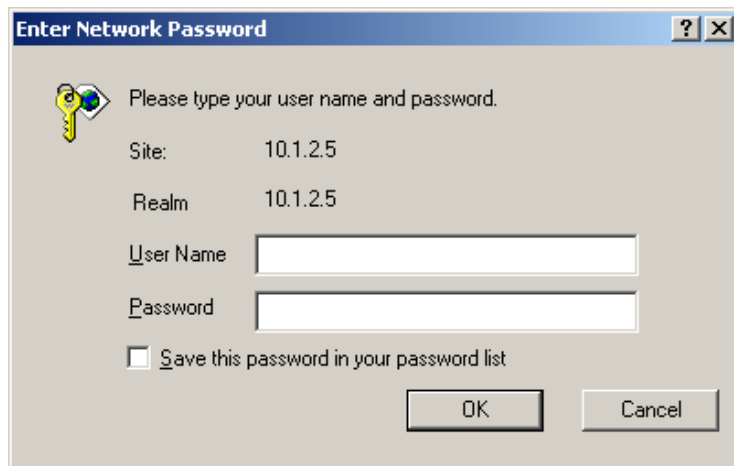 Enter Network Password
Please type your user name and password.
Site: 10.1.2.5
Realm 10.1.2.5
User Name
Password
Save this password in your password list
OK Cancel